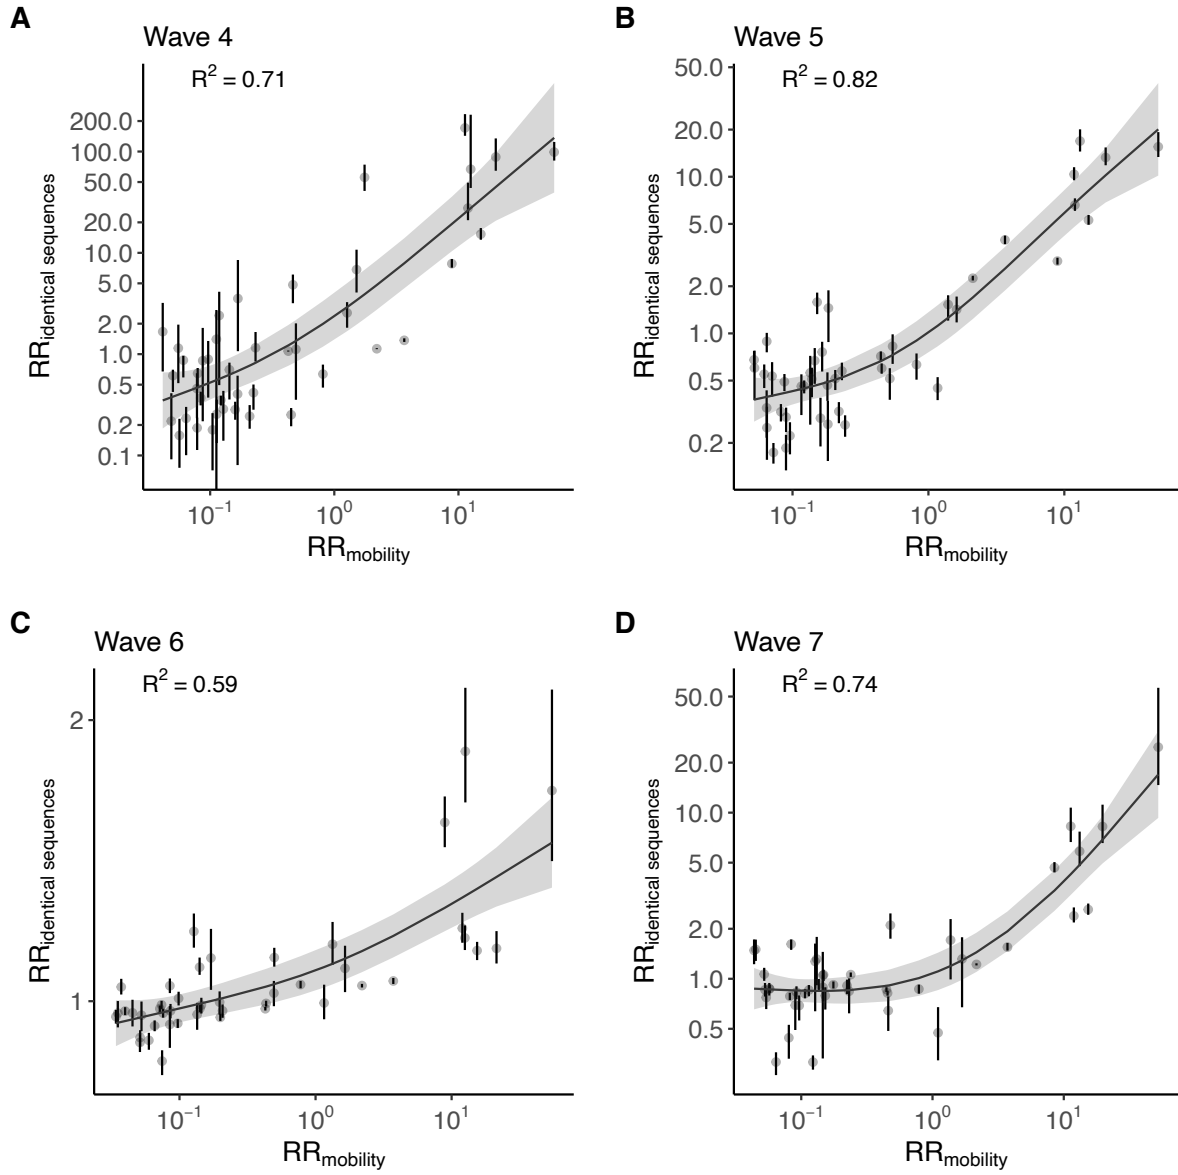 A
Wave 4
R² = 0.71
RRidentical sequences
200.0
100.0
50.0
20.0
10.0
5.0
2.0
1.0
0.5
0.2
0.1
10⁻¹ 10⁰ 10¹
RRmobility
B
Wave 5
R² = 0.82
RRidentical sequences
50.0
20.0
10.0
5.0
2.0
1.0
0.5
0.2
10⁻¹ 10⁰ 10¹
RRmobility
C
Wave 6
R² = 0.59
RRidentical sequences
2
1
10⁻¹ 10⁰ 10¹
RRmobility
D
Wave 7
R² = 0.74
RRidentical sequences
50.0
20.0
10.0
5.0
2.0
1.0
0.5
10⁻¹ 10⁰ 10¹
RRmobility